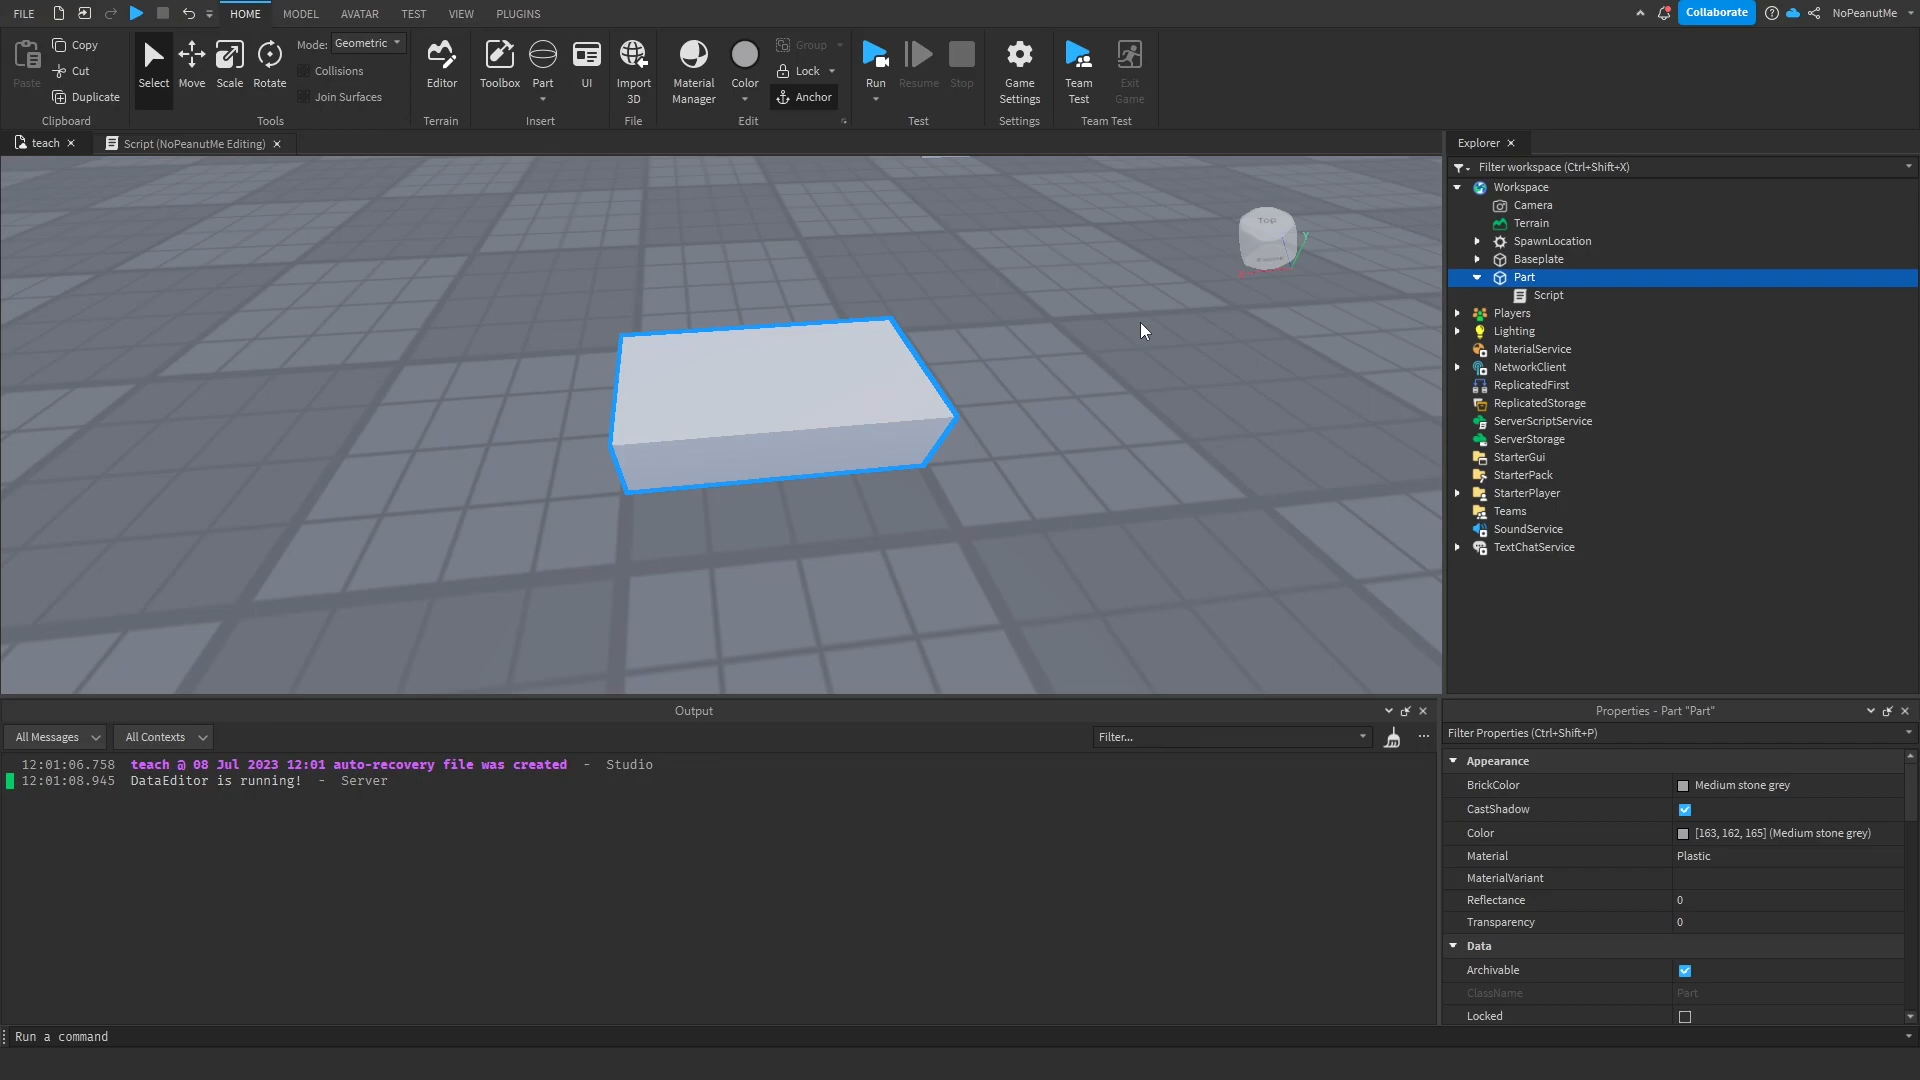 FILE HOME MODEL AVATAR TEST VIEW PLUGINS Collaborate NoPeanutMe
Paste
Copy
Cut
Duplicate
Clipboard
Select
Move
Scale
Rotate
Mode: Geometric
Collisions
Join Surfaces
Tools
Editor
Terrain
Toolbox
Part
UI
Insert
Import
3D
File
Material
Manager
Color
Group
Lock
Anchor
Edit
Run
Resume
Stop
Test
Game
Settings
Settings
Team
Test
Exit
Game
Team Test
teach
Script (NoPeanutMe Editing)
Top
Y
Explorer
Filter workspace (Ctrl+Shift+X)
Workspace
Camera
Terrain
SpawnLocation
Baseplate
Part
Script
Players
Lighting
MaterialService
NetworkClient
ReplicatedFirst
ReplicatedStorage
ServerScriptService
ServerStorage
StarterGui
StarterPack
StarterPlayer
Teams
SoundService
TextChatService
Output
All Messages All Contexts Filter...
12:01:06.758 teach @ 08 Jul 2023 12:01 auto-recovery file was created - Studio
12:01:08.945 DataEditor is running! - Server
Properties - Part "Part"
Filter Properties (Ctrl+Shift+P)
Appearance
BrickColor Medium stone grey
CastShadow
Color [163, 162, 165] (Medium stone grey)
Material Plastic
MaterialVariant
Reflectance 0
Transparency 0
Data
Archivable
ClassName Part
Locked
Run a command